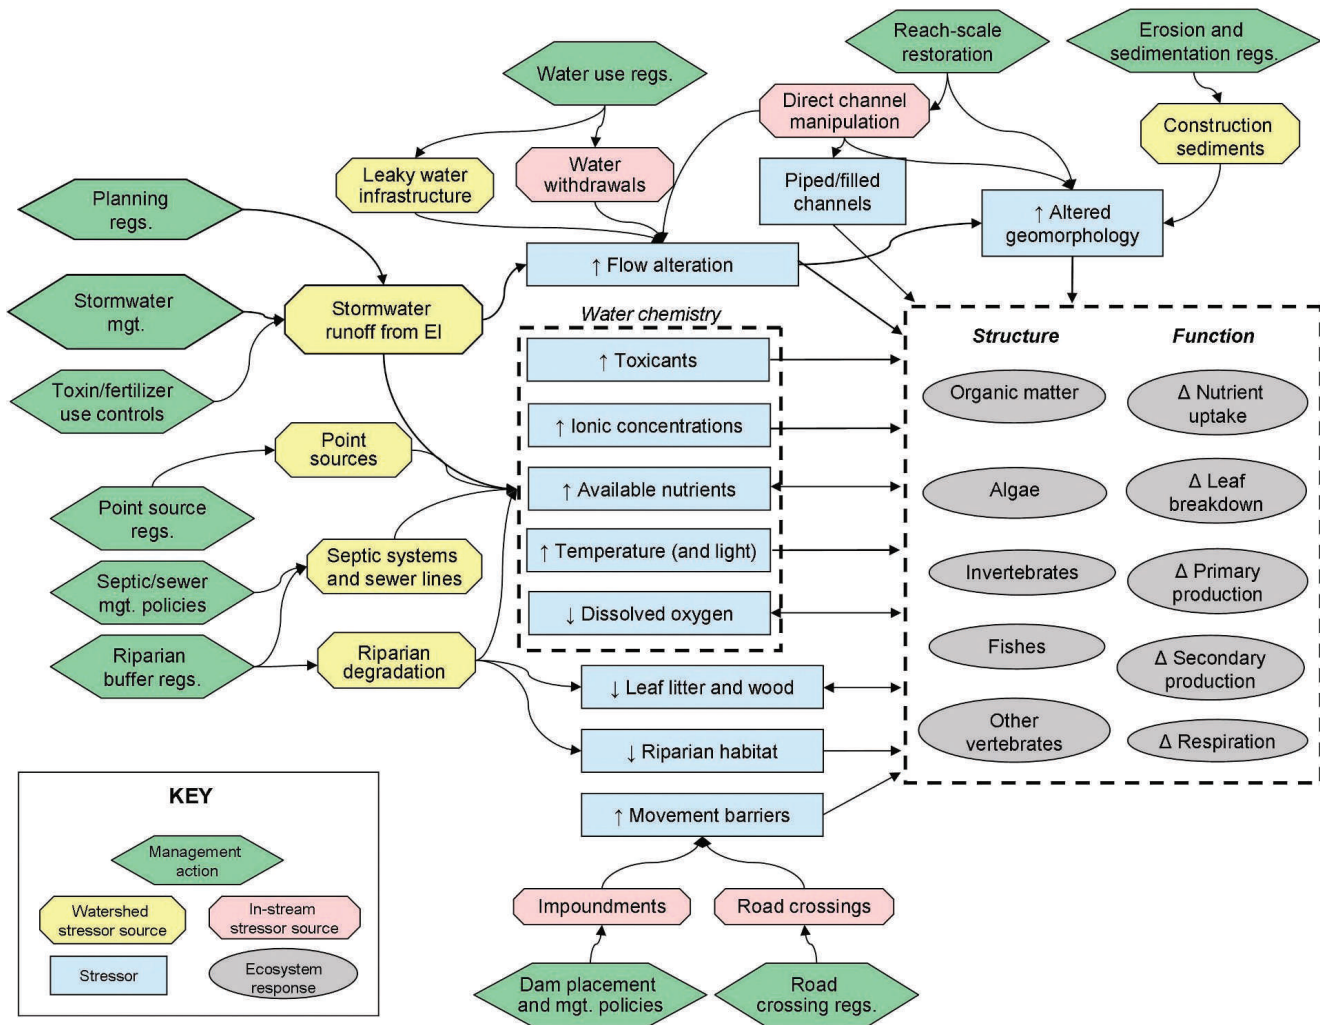 Reach-scale
restoration
Erosion and
sedimentation regs.
Water use regs.
Direct channel
manipulation
Construction
sediments
Leaky water
infrastructure
Water
withdrawals
Piped/filled
channels
Planning
regs.
↑ Altered
geomorphology
↑ Flow alteration
Stormwater
mgt.
Stormwater
runoff from EI
Water chemistry
Structure
Function
↑ Toxicants
Toxin/fertilizer
use controls
Organic matter
Δ Nutrient
uptake
↑ Ionic concentrations
Point
sources
↑ Available nutrients
Algae
Δ Leaf
breakdown
Point source
regs.
↑ Temperature (and light)
Septic systems
and sewer lines
Invertebrates
Δ Primary
production
Septic/sewer
mgt. policies
↓ Dissolved oxygen
Fishes
Δ Secondary
production
Riparian
buffer regs.
Riparian
degradation
↓ Leaf litter and wood
Other
vertebrates
Δ Respiration
↓ Riparian habitat
↑ Movement barriers
Impoundments
Road crossings
Dam placement
and mgt. policies
Road
crossing regs.
KEY
Management
action
Watershed
stressor source
In-stream
stressor source
Stressor
Ecosystem
response